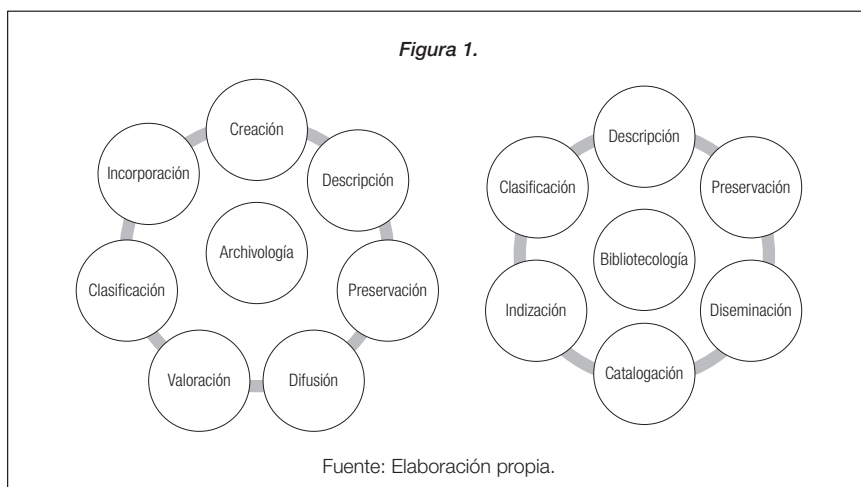 Figura 1.
Creación
Incorporación
Descripción
Archivología
Clasificación
Preservación
Valoración
Difusión
Descripción
Clasificación
Preservación
Bibliotecología
Indización
Diseminación
Catalogación
Fuente: Elaboración propia.